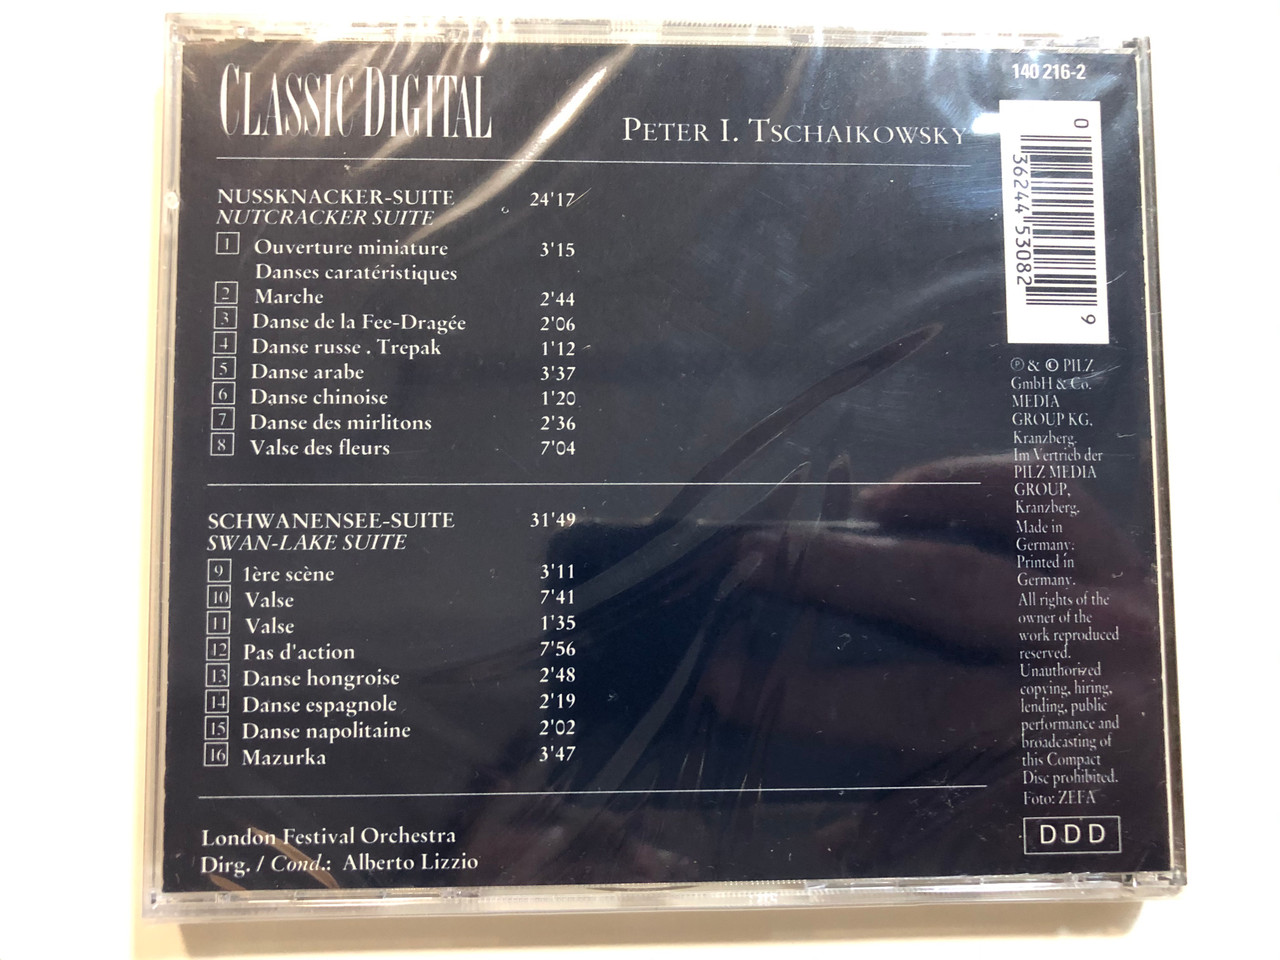 CLASSIC DIGITAL
PETER I. TSCHAIKOWSKY
NUSSKNACKER-SUITE 24'17
NUTCRACKER SUITE
1 Ouverture miniature 3'15
Danses caratéristiques
2 Marche 2'44
3 Danse de la Fee-Dragée 2'06
4 Danse russe . Trepak 1'12
5 Danse arabe 3'37
6 Danse chinoise 1'20
7 Danse des mirlitons 2'36
8 Valse des fleurs 7'04
SCHWANENSEE-SUITE 31'49
SWAN-LAKE SUITE
9 1ère scène 3'11
10 Valse 7'41
11 Valse 1'35
12 Pas d'action 7'56
13 Danse hongroise 2'48
14 Danse espagnole 2'19
15 Danse napolitaine 2'02
16 Mazurka 3'47
London Festival Orchestra
Dirg. / Cond.: Alberto Lizzio
140 216-2
0 36244 53082 9
℗ & © PILZ
GmbH & Co.
MEDIA
GROUP KG,
Kranzberg.
Im Vertrieb der
PILZ MEDIA
GROUP,
Kranzberg.
Made in
Germany.
Printed in
Germany.
All rights of the
owner of the
work reproduced
reserved.
Unauthorized
copying, hiring,
lending, public
performance and
broadcasting of
this Compact
Disc prohibited.
Foto: ZEFA
DDD